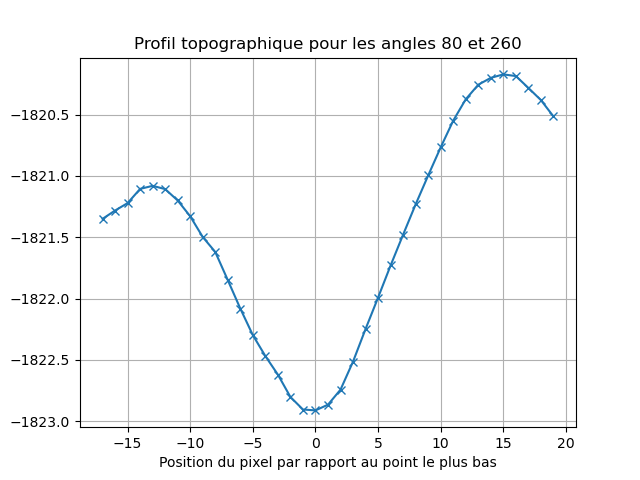 Profil topographique pour les angles 80 et 260
−1820.5
−1821.0
−1821.5
−1822.0
−1822.5
−1823.0
−15 −10 −5 0 5 10 15 20
Position du pixel par rapport au point le plus bas